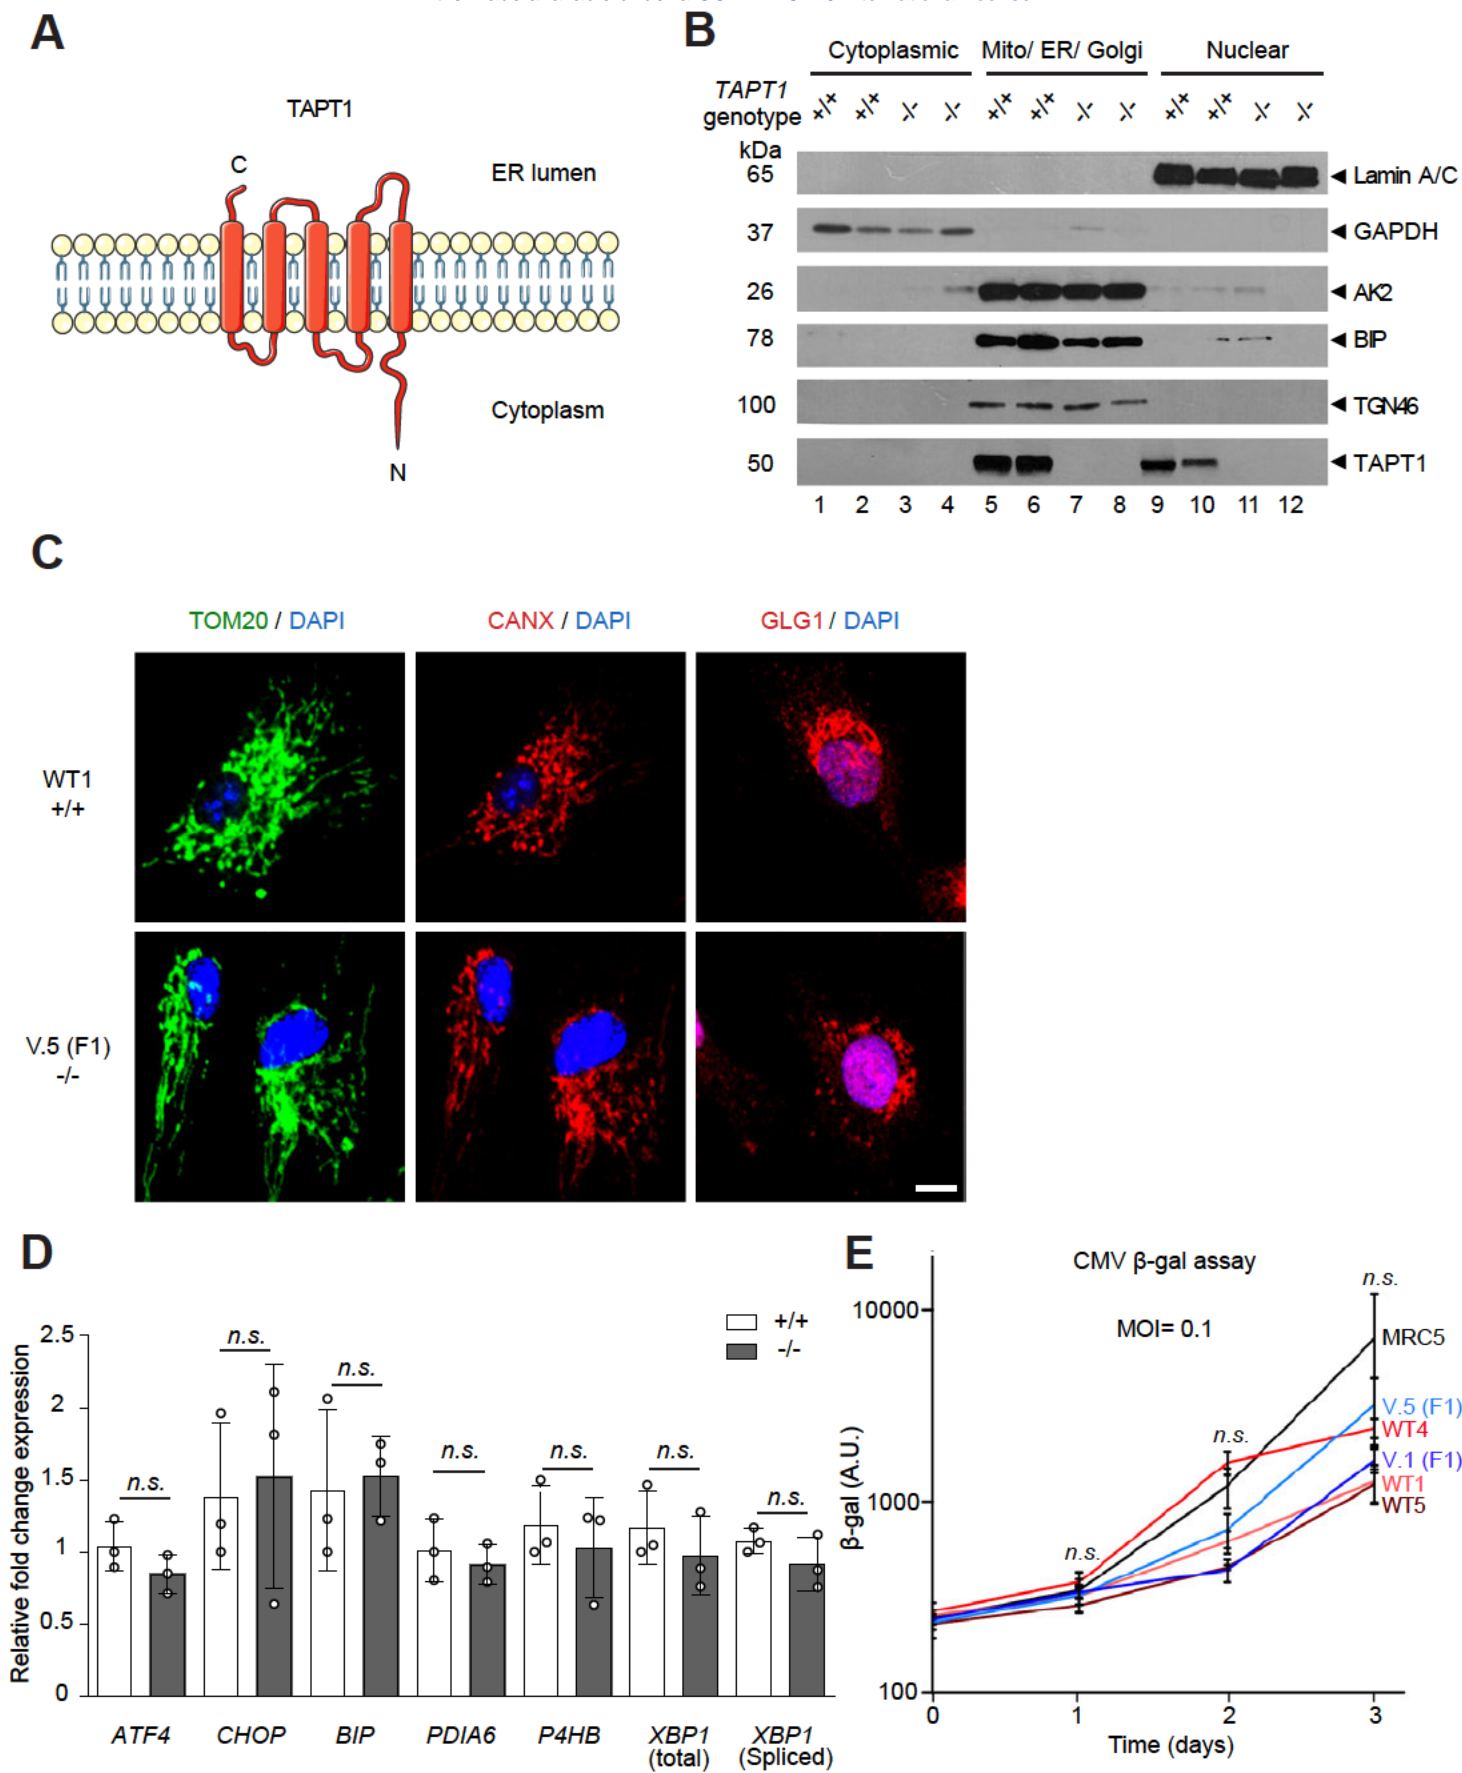 A
TAPT1
C
ER lumen
Cytoplasm
N
B
Cytoplasmic Mito/ ER/ Golgi Nuclear
TAPT1
genotype
+/+ +/+ -/- -/- +/+ +/+ -/- -/- +/+ +/+ -/- -/-
kDa
65 Lamin A/C
37 GAPDH
26 AK2
78 BIP
100 TGN46
50 TAPT1
1 2 3 4 5 6 7 8 9 10 11 12
C
TOM20 / DAPI CANX / DAPI GLG1 / DAPI
WT1
+/+
V.5 (F1)
-/-
D
Relative fold change expression
2.5
2
1.5
1
0.5
0
+/+
-/-
n.s. n.s. n.s. n.s. n.s. n.s. n.s.
ATF4 CHOP BIP PDIA6 P4HB XBP1 (total) XBP1 (Spliced)
E
CMV β-gal assay
MOI= 0.1
β-gal (A.U.)
10000
1000
100
n.s.
n.s.
n.s.
MRC5
V.5 (F1)
WT4
V.1 (F1)
WT1
WT5
0 1 2 3
Time (days)